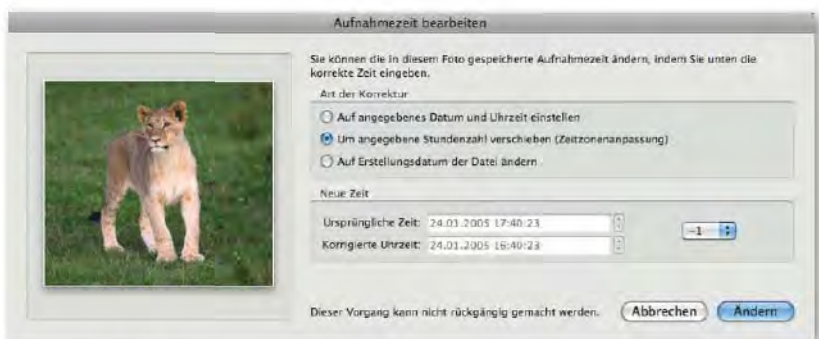 Aufnahmezeit bearbeiten
Sie können die in diesem Foto gespeicherte Aufnahmezeit ändern, indem Sie unten die
korrekte Zeit eingeben.
Art der Korrektur
Auf angegebenes Datum und Uhrzeit einstellen
Um angegebene Stundenzahl verschieben (Zeitzonenanpassung)
Auf Erstellungsdatum der Datei ändern
Neue Zeit
Ursprüngliche Zeit: 24.01.2005 17:40:23
-1
Korrigierte Uhrzeit: 24.01.2005 16:40:23
Dieser Vorgang kann nicht rückgängig gemacht werden. Abbrechen Ändern